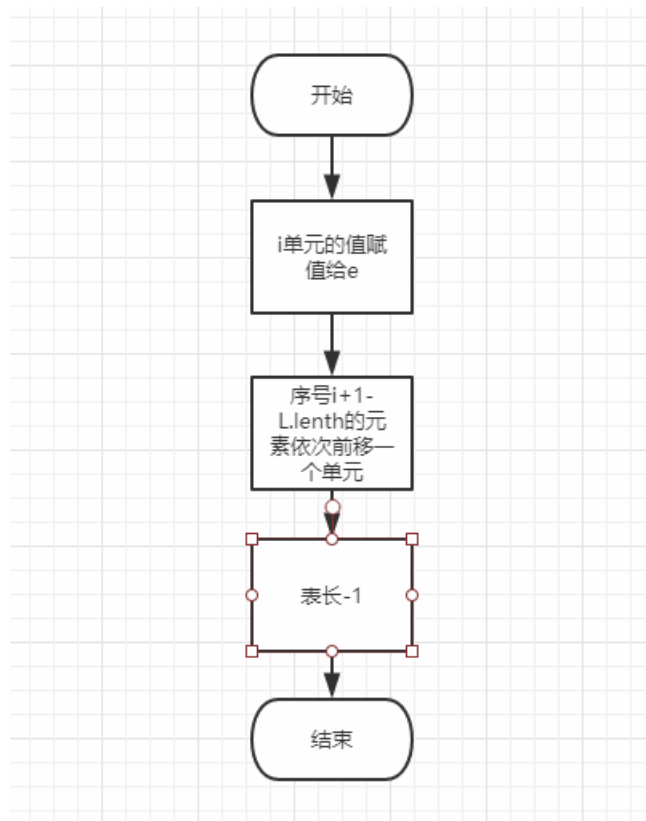 开始
i单元的值赋
值给e
序号i+1-
L.lenth的元
素依次前移一
个单元
表长-1
结束